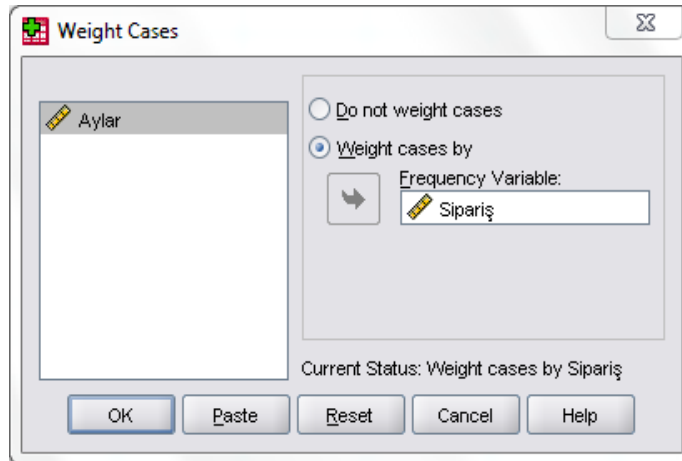 Weight Cases
Aylar
Do not weight cases
Weight cases by
Frequency Variable:
Sipariş
Current Status: Weight cases by Sipariş
OK
Paste
Reset
Cancel
Help